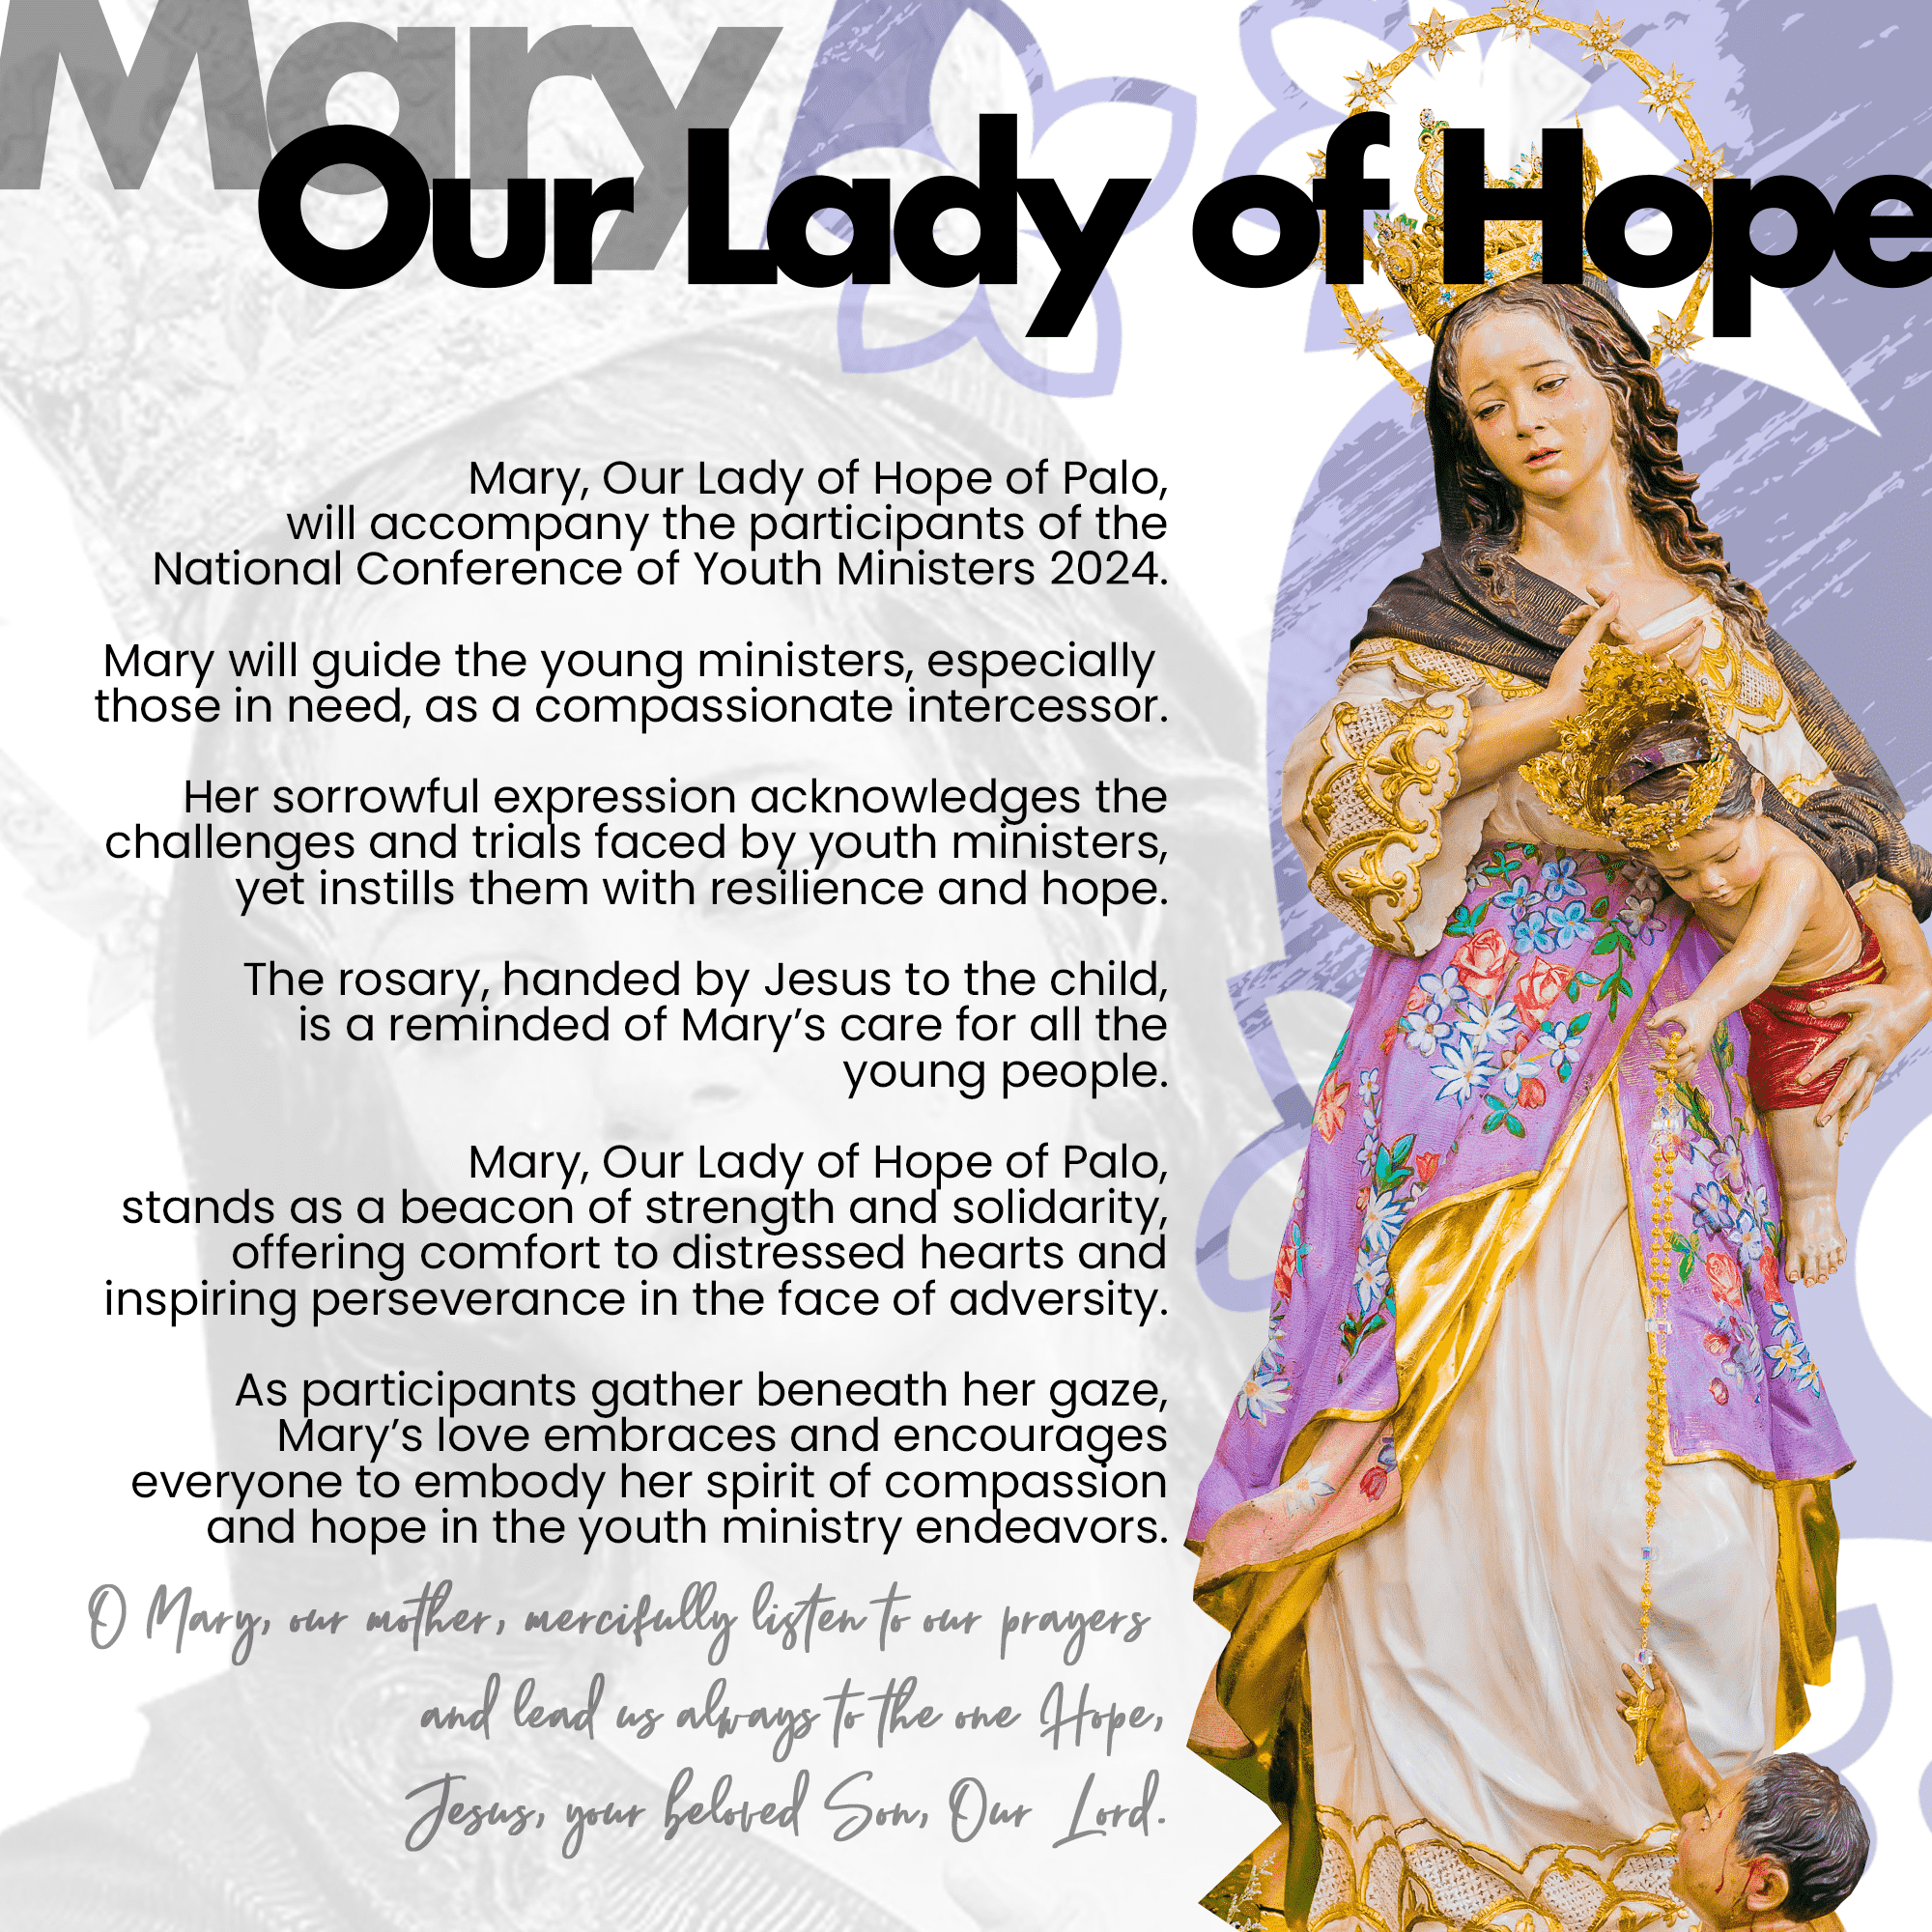 Mary
Our Lady of Hope
Mary, Our Lady of Hope of Palo,
will accompany the participants of the
National Conference of Youth Ministers 2024.
Mary will guide the young ministers, especially
those in need, as a compassionate intercessor.
Her sorrowful expression acknowledges the
challenges and trials faced by youth ministers,
yet instills them with resilience and hope.
The rosary, handed by Jesus to the child,
is a reminded of Mary’s care for all the
young people.
Mary, Our Lady of Hope of Palo,
stands as a beacon of strength and solidarity,
offering comfort to distressed hearts and
inspiring perseverance in the face of adversity.
As participants gather beneath her gaze,
Mary’s love embraces and encourages
everyone to embody her spirit of compassion
and hope in the youth ministry endeavors.
O Mary, our mother, mercifully listen to our prayers
and lead us always to the one Hope,
Jesus, your beloved Son, Our Lord.